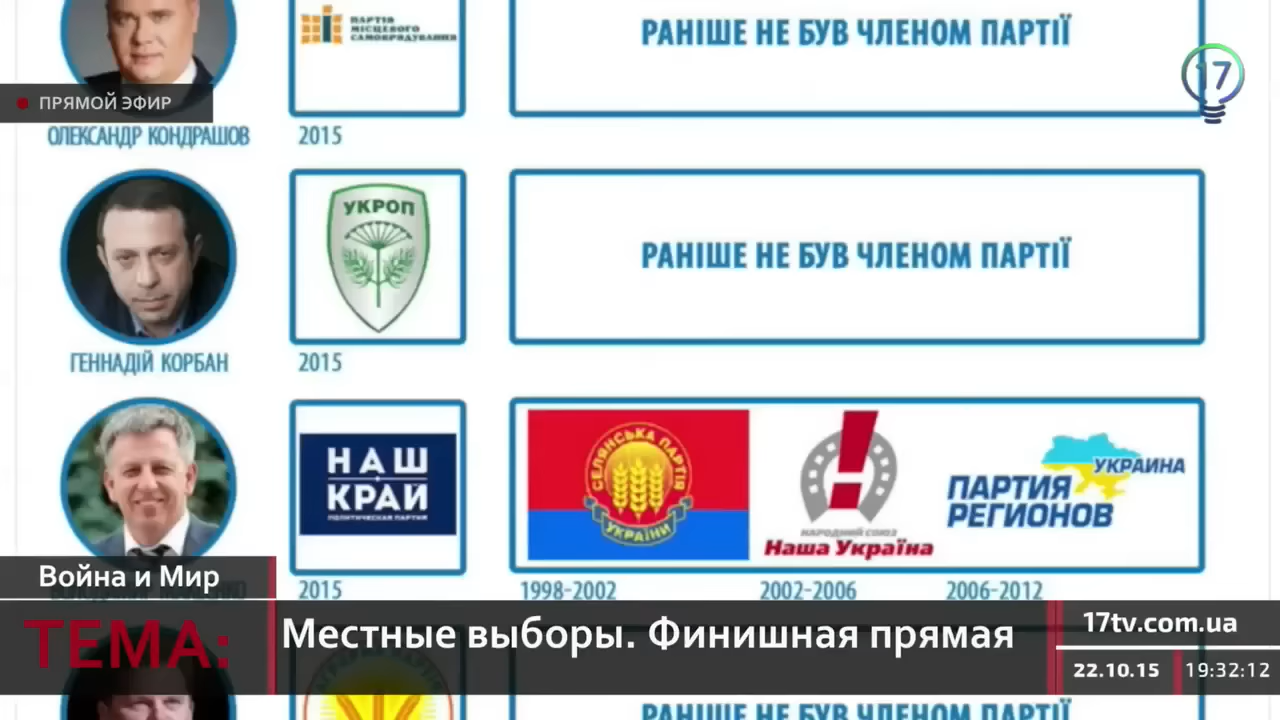 ПАРТІЯ
МІСЦЕВОГО
САМОВРЯДУВАННЯ
РАНІШЕ НЕ БУВ ЧЛЕНОМ ПАРТІЇ
17
ПРЯМОЙ ЭФИР
ОЛЕКСАНДР КОНДРАШОВ
2015
УКРОП
РАНІШЕ НЕ БУВ ЧЛЕНОМ ПАРТІЇ
ГЕННАДІЙ КОРБАН
2015
НАШ
КРАЙ
ПОЛИТИЧЕСКАЯ ПАРТИЯ
СЕЛЯНСЬКА ПАРТІЯ
УКРАЇНИ
НАРОДНИЙ СОЮЗ
Наша Україна
УКРАИНА
ПАРТИЯ
РЕГИОНОВ
2015
1998-2002
2002-2006
2006-2012
Война и Мир
ТЕМА:
Местные выборы. Финишная прямая
17tv.com.ua
22.10.15
19:32:12
РАНІШЕ НЕ БУВ ЧЛЕНОМ ПАРТІЇ